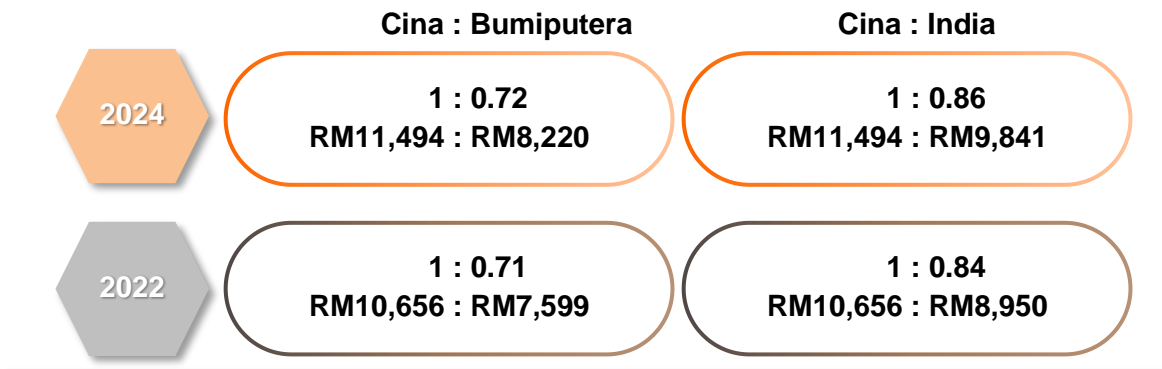 Cina : Bumiputera
Cina : India
2024
1 : 0.72
RM11,494 : RM8,220
1 : 0.86
RM11,494 : RM9,841
2022
1 : 0.71
RM10,656 : RM7,599
1 : 0.84
RM10,656 : RM8,950